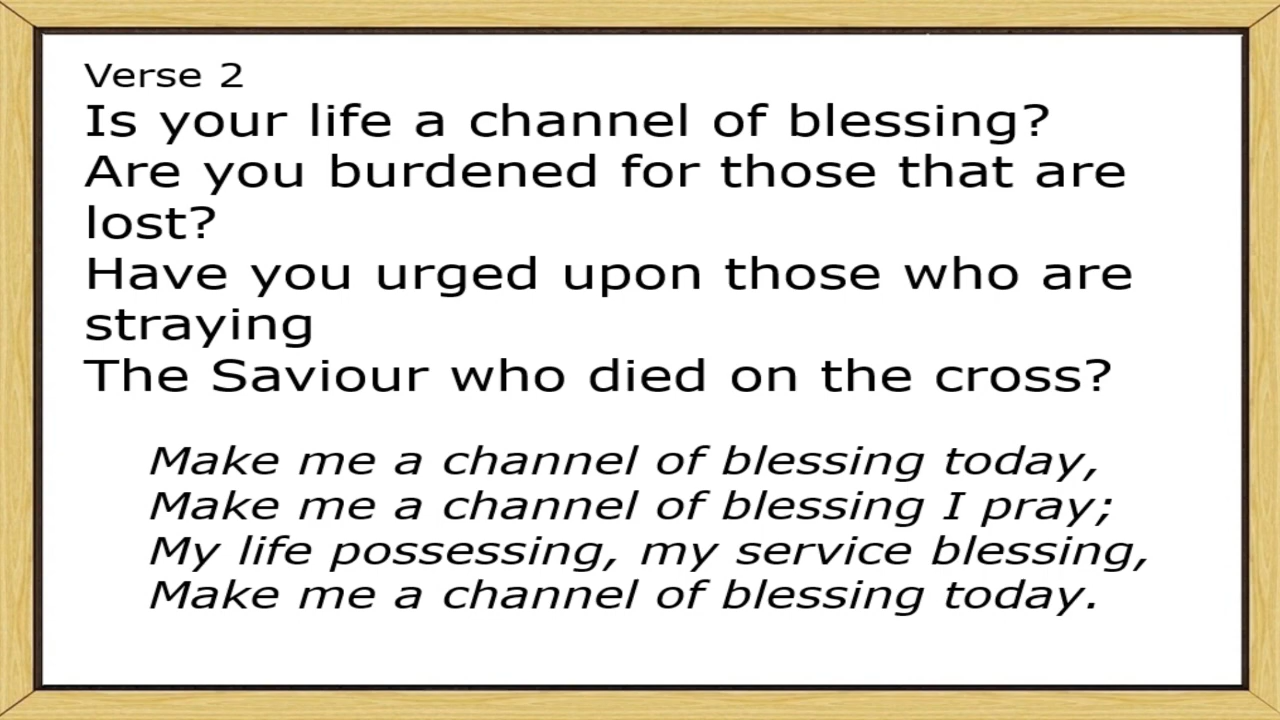 Verse 2
Is your life a channel of blessing?
Are you burdened for those that are
lost?
Have you urged upon those who are
straying
The Saviour who died on the cross?
Make me a channel of blessing today,
Make me a channel of blessing I pray;
My life possessing, my service blessing,
Make me a channel of blessing today.